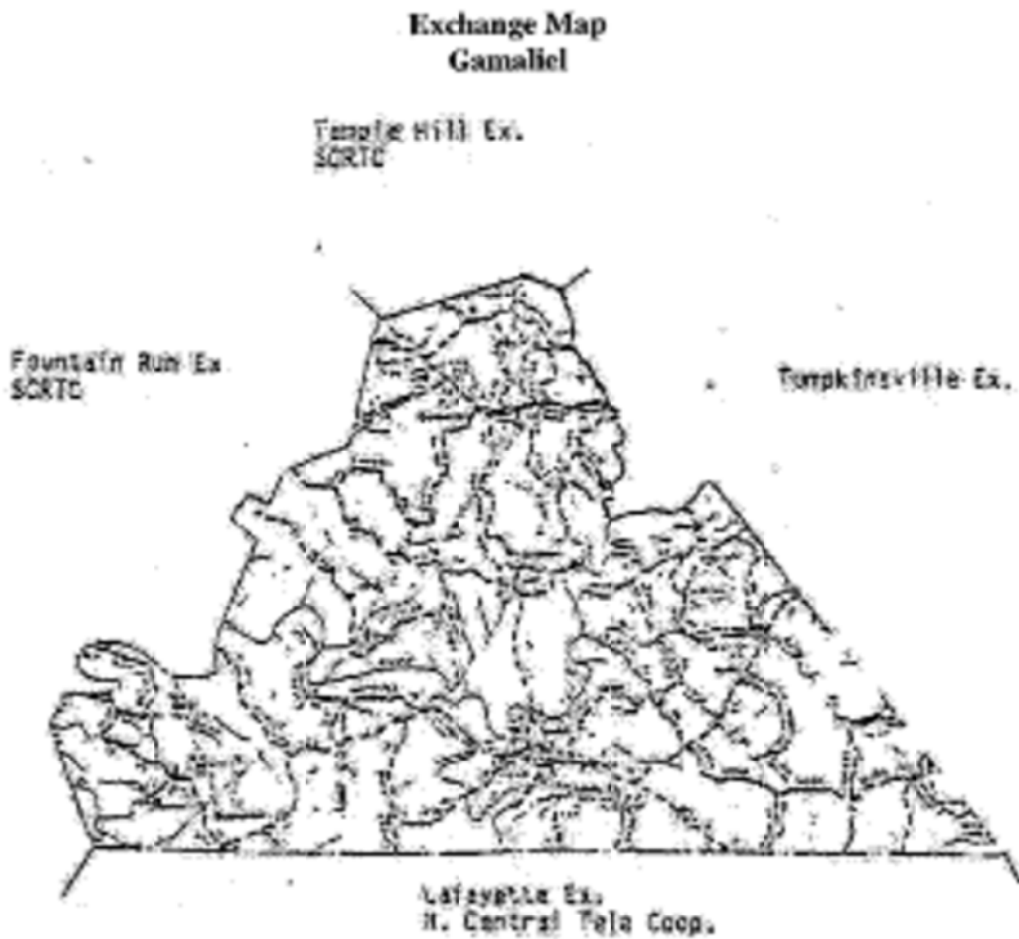 Exchange Map
Gamaliel
Temple Hill Ex.
SCRTC
Fountain Run Ex
SCRTC
Tompkinsville Ex.
Lafayette Ex.
N. Central Tele Coop.